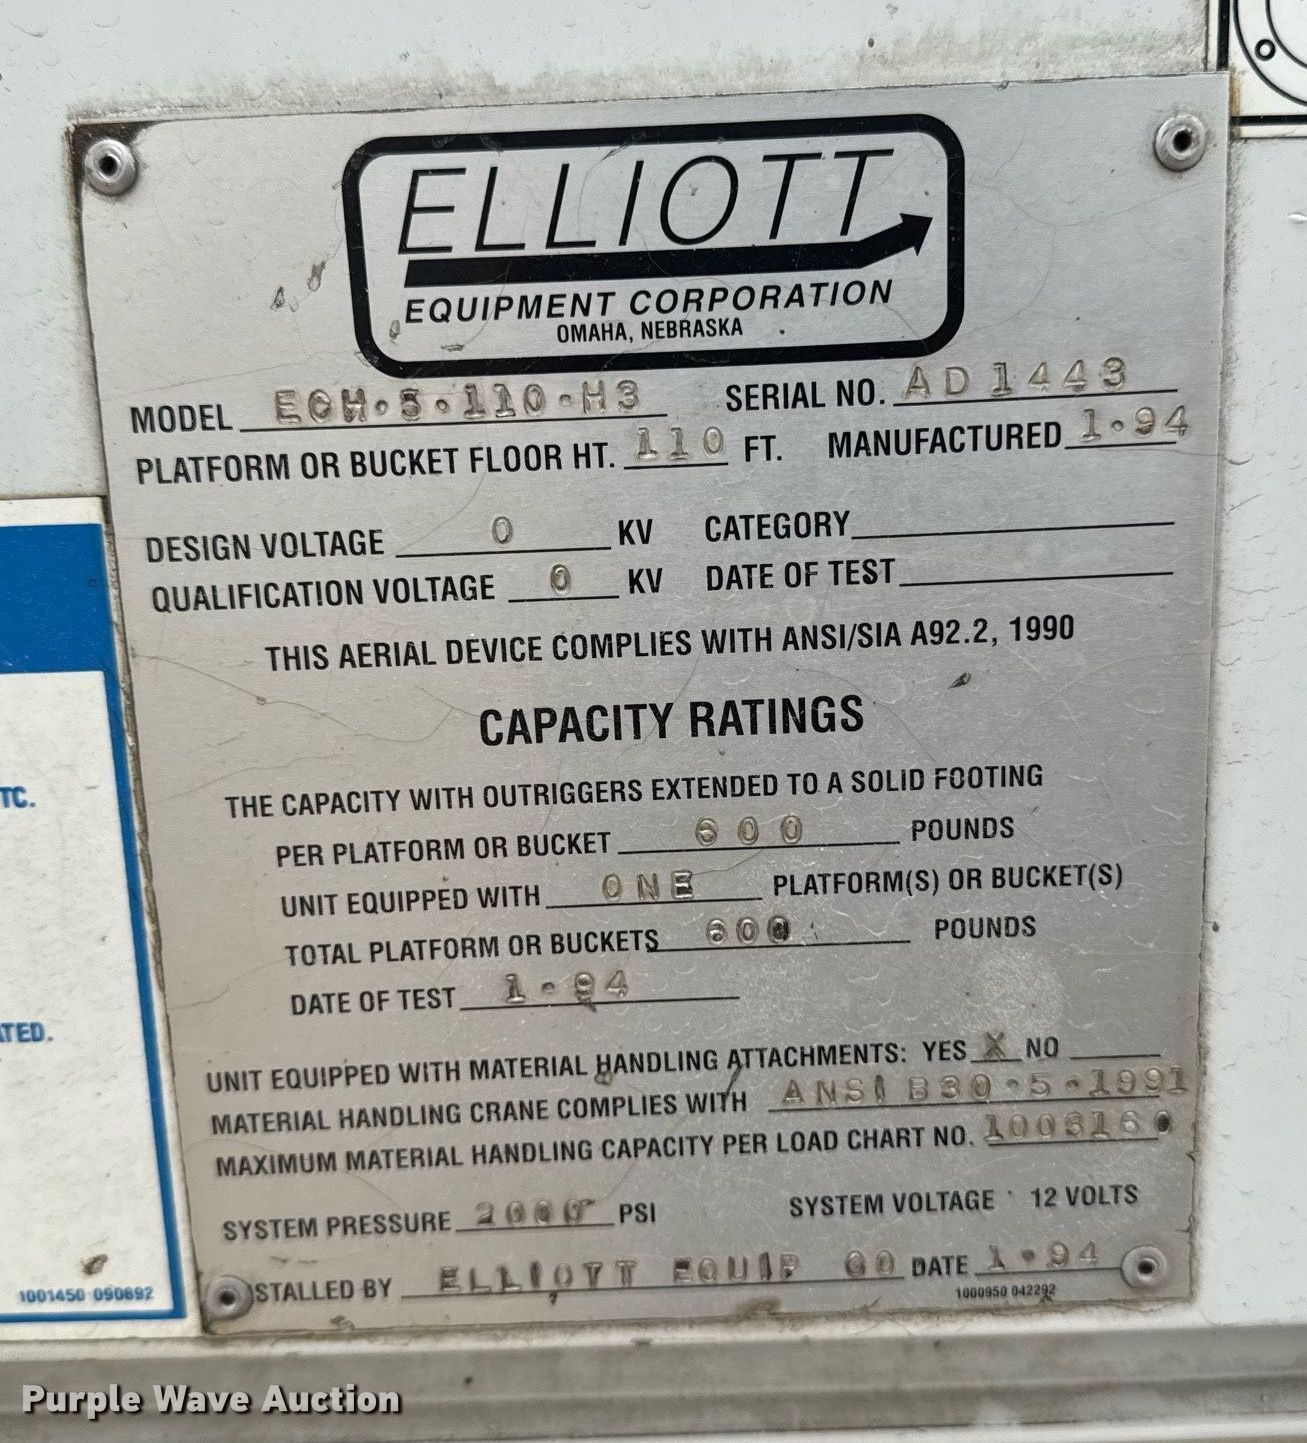 ELLIOTT
EQUIPMENT CORPORATION
OMAHA, NEBRASKA
MODEL ECH-S-110-H3 SERIAL NO. AD1443
PLATFORM OR BUCKET FLOOR HT. 110 FT. MANUFACTURED 1-94
DESIGN VOLTAGE 0 KV CATEGORY
QUALIFICATION VOLTAGE 0 KV DATE OF TEST
THIS AERIAL DEVICE COMPLIES WITH ANSI/SIA A92.2, 1990
CAPACITY RATINGS
THE CAPACITY WITH OUTRIGGERS EXTENDED TO A SOLID FOOTING
PER PLATFORM OR BUCKET 600 POUNDS
UNIT EQUIPPED WITH ONE PLATFORM(S) OR BUCKET(S)
TOTAL PLATFORM OR BUCKETS 600 POUNDS
DATE OF TEST 1-94
UNIT EQUIPPED WITH MATERIAL HANDLING ATTACHMENTS: YES X NO
MATERIAL HANDLING CRANE COMPLIES WITH ANSI B30-5-1991
MAXIMUM MATERIAL HANDLING CAPACITY PER LOAD CHART NO.
SYSTEM PRESSURE PSI SYSTEM VOLTAGE 12 VOLTS
STALLED BY ELLIOTT EQUIP CO DATE 1-94
1000950 042292
TC.
TED.
1001450 090692
Purple Wave Auction